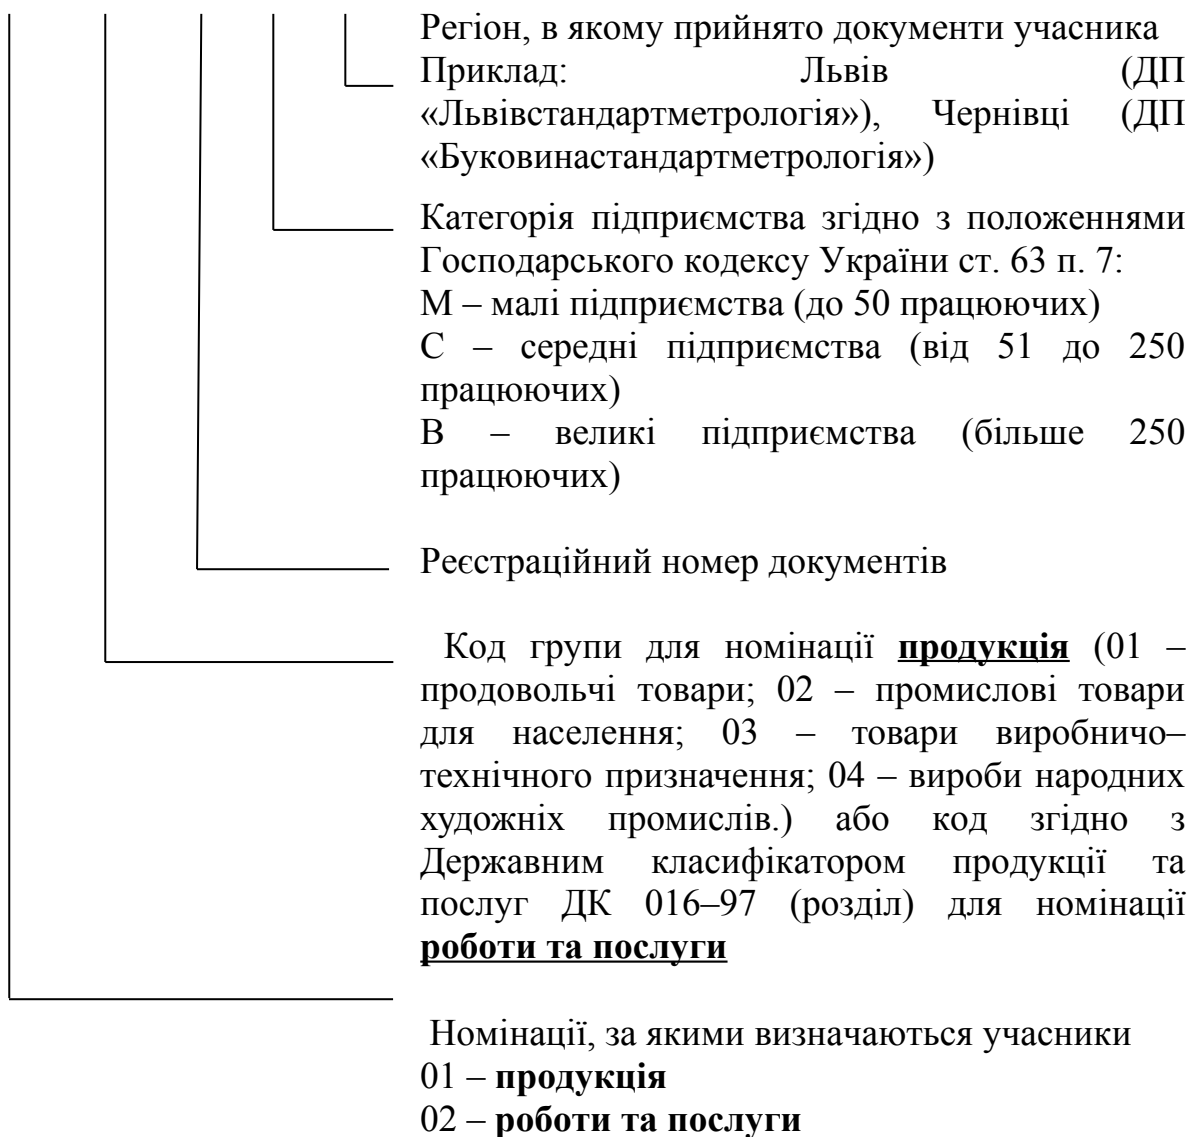 Регіон, в якому прийнято документи учасника
Приклад: Львів (ДП
«Львівстандартметрологія»), Чернівці (ДП
«Буковинастандартметрологія»)
Категорія підприємства згідно з положеннями
Господарського кодексу України ст. 63 п. 7:
М – малі підприємства (до 50 працюючих)
С – середні підприємства (від 51 до 250
працюючих)
В – великі підприємства (більше 250
працюючих)
Реєстраційний номер документів
Код групи для номінації продукція (01 –
продовольчі товари; 02 – промислові товари
для населення; 03 – товари виробничо–
технічного призначення; 04 – вироби народних
художніх промислів.) або код згідно з
Державним класифікатором продукції та
послуг ДК 016–97 (розділ) для номінації
роботи та послуги
Номінації, за якими визначаються учасники
01 – продукція
02 – роботи та послуги